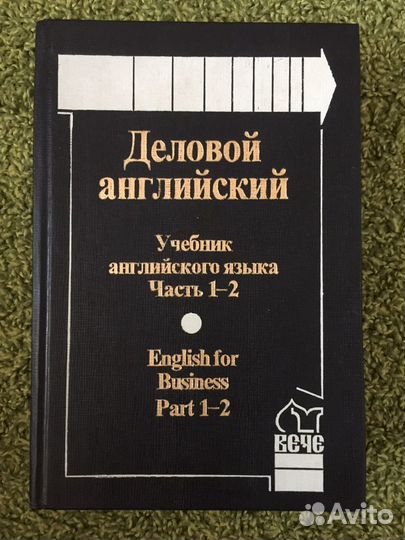 Деловой
английский
Учебник
английского языка
Часть 1–2
English for
Business
Part 1–2
ВЕЧЕ
Avito